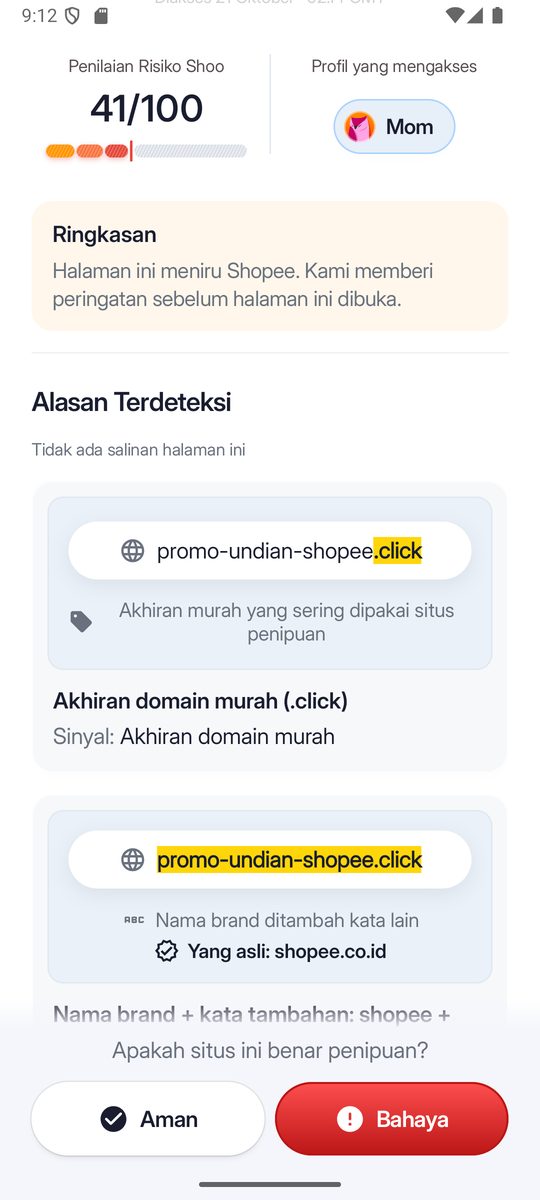 9:12
Diakses 21 Oktober
Penilaian Risiko Shoo
41/100
Profil yang mengakses
Mom
Ringkasan
Halaman ini meniru Shopee. Kami memberi
peringatan sebelum halaman ini dibuka.
Alasan Terdeteksi
Tidak ada salinan halaman ini
promo-undian-shopee.click
Akhiran murah yang sering dipakai situs
penipuan
Akhiran domain murah (.click)
Sinyal: Akhiran domain murah
promo-undian-shopee.click
ABC Nama brand ditambah kata lain
Yang asli: shopee.co.id
Nama brand + kata tambahan: shopee +
Apakah situs ini benar penipuan?
Aman
Bahaya